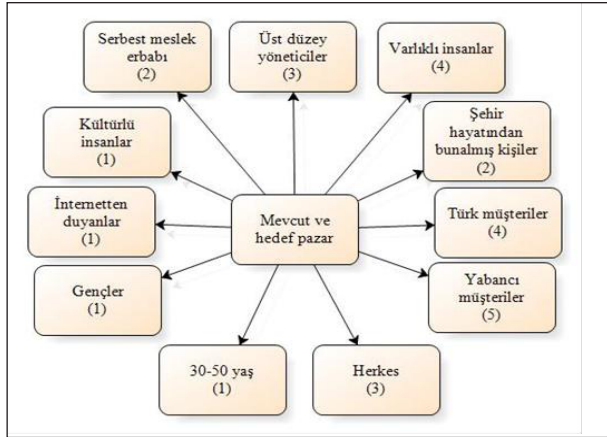 Serbest meslek
erbabı
(2)
Üst düzey
yöneticiler
(3)
Varlıklı insanlar
(4)
Kültürlü
insanlar
(1)
Şehir
hayatından
bunalmış kişiler
(2)
İnternetten
duyanlar
(1)
Mevcut ve
hedef pazar
Türk müşteriler
(4)
Gençler
(1)
Yabancı
müşteriler
(5)
30-50 yaş
(1)
Herkes
(3)